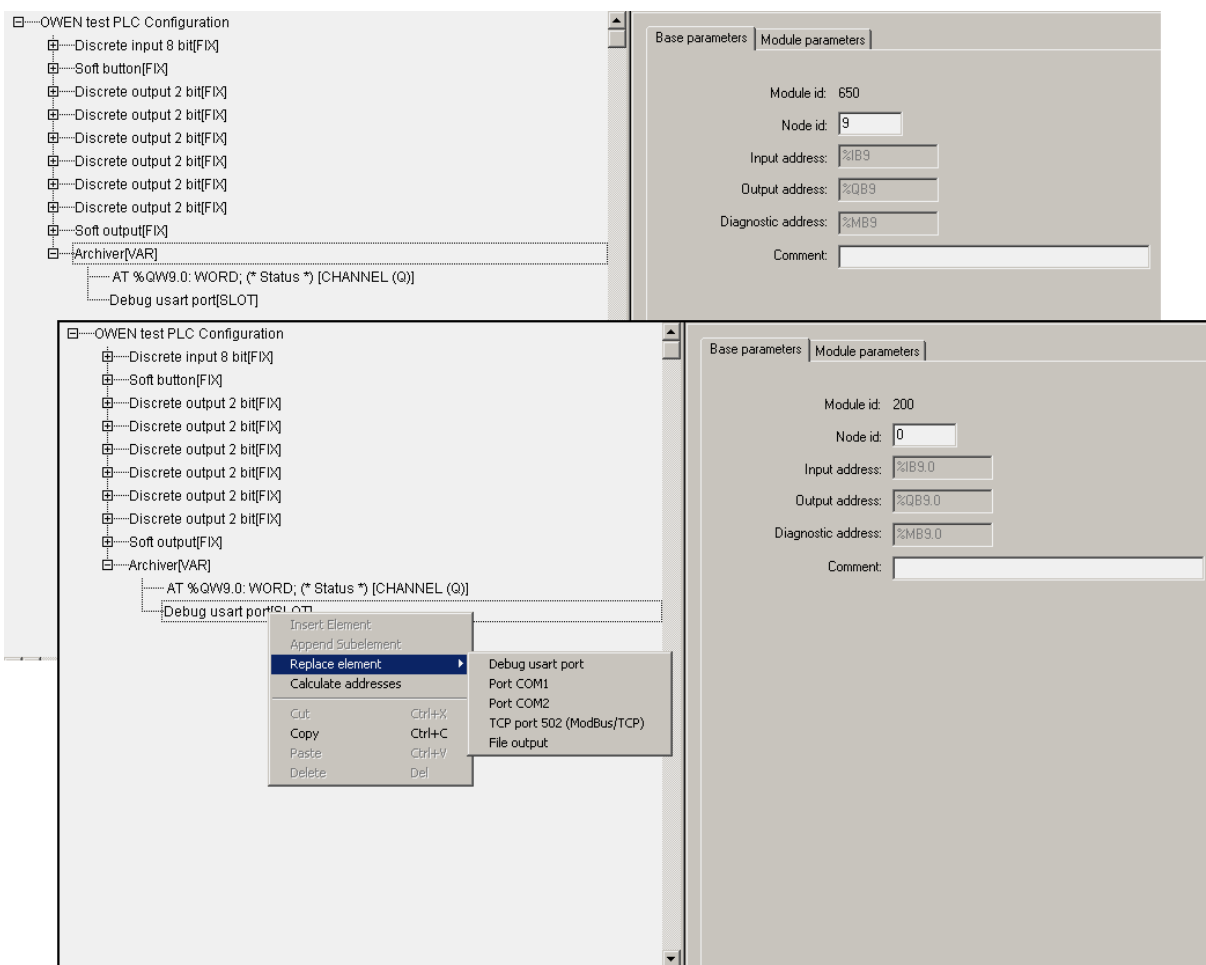 OWEN test PLC Configuration
Discrete input 8 bit[FIX]
Soft button[FIX]
Discrete output 2 bit[FIX]
Discrete output 2 bit[FIX]
Discrete output 2 bit[FIX]
Discrete output 2 bit[FIX]
Discrete output 2 bit[FIX]
Discrete output 2 bit[FIX]
Soft output[FIX]
Archiver[VAR]
AT %QW9.0: WORD; (* Status *) [CHANNEL (Q)]
Debug usart port[SLOT]
Base parameters Module parameters
Module id: 650
Node id: 9
Input address: %IB9
Output address: %QB9
Diagnostic address: %MB9
Comment:
OWEN test PLC Configuration
Discrete input 8 bit[FIX]
Soft button[FIX]
Discrete output 2 bit[FIX]
Discrete output 2 bit[FIX]
Discrete output 2 bit[FIX]
Discrete output 2 bit[FIX]
Discrete output 2 bit[FIX]
Discrete output 2 bit[FIX]
Soft output[FIX]
Archiver[VAR]
AT %QW9.0: WORD; (* Status *) [CHANNEL (Q)]
Debug usart port[SLOT]
Insert Element
Append Subelement
Replace element
Calculate addresses
Cut Ctrl+X
Copy Ctrl+C
Paste Ctrl+V
Delete Del
Debug usart port
Port COM1
Port COM2
TCP port 502 (ModBus/TCP)
File output
Base parameters Module parameters
Module id: 200
Node id: 0
Input address: %IB9.0
Output address: %QB9.0
Diagnostic address: %MB9.0
Comment: